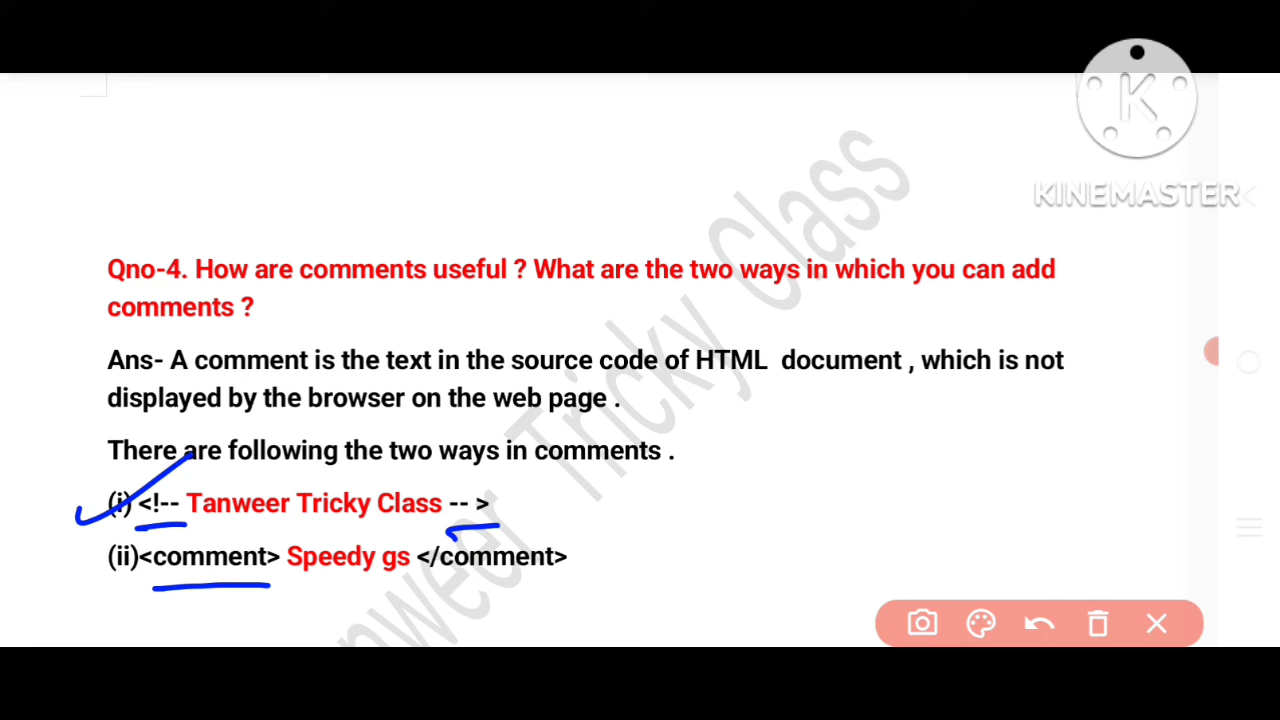 KINEMASTER
Qno-4. How are comments useful ? What are the two ways in which you can add
comments ?
Ans- A comment is the text in the source code of HTML document , which is not
displayed by the browser on the web page .
There are following the two ways in comments .
(i) <!-- Tanweer Tricky Class -- >
(ii)<comment> Speedy gs </comment>
nweer Tricky Class